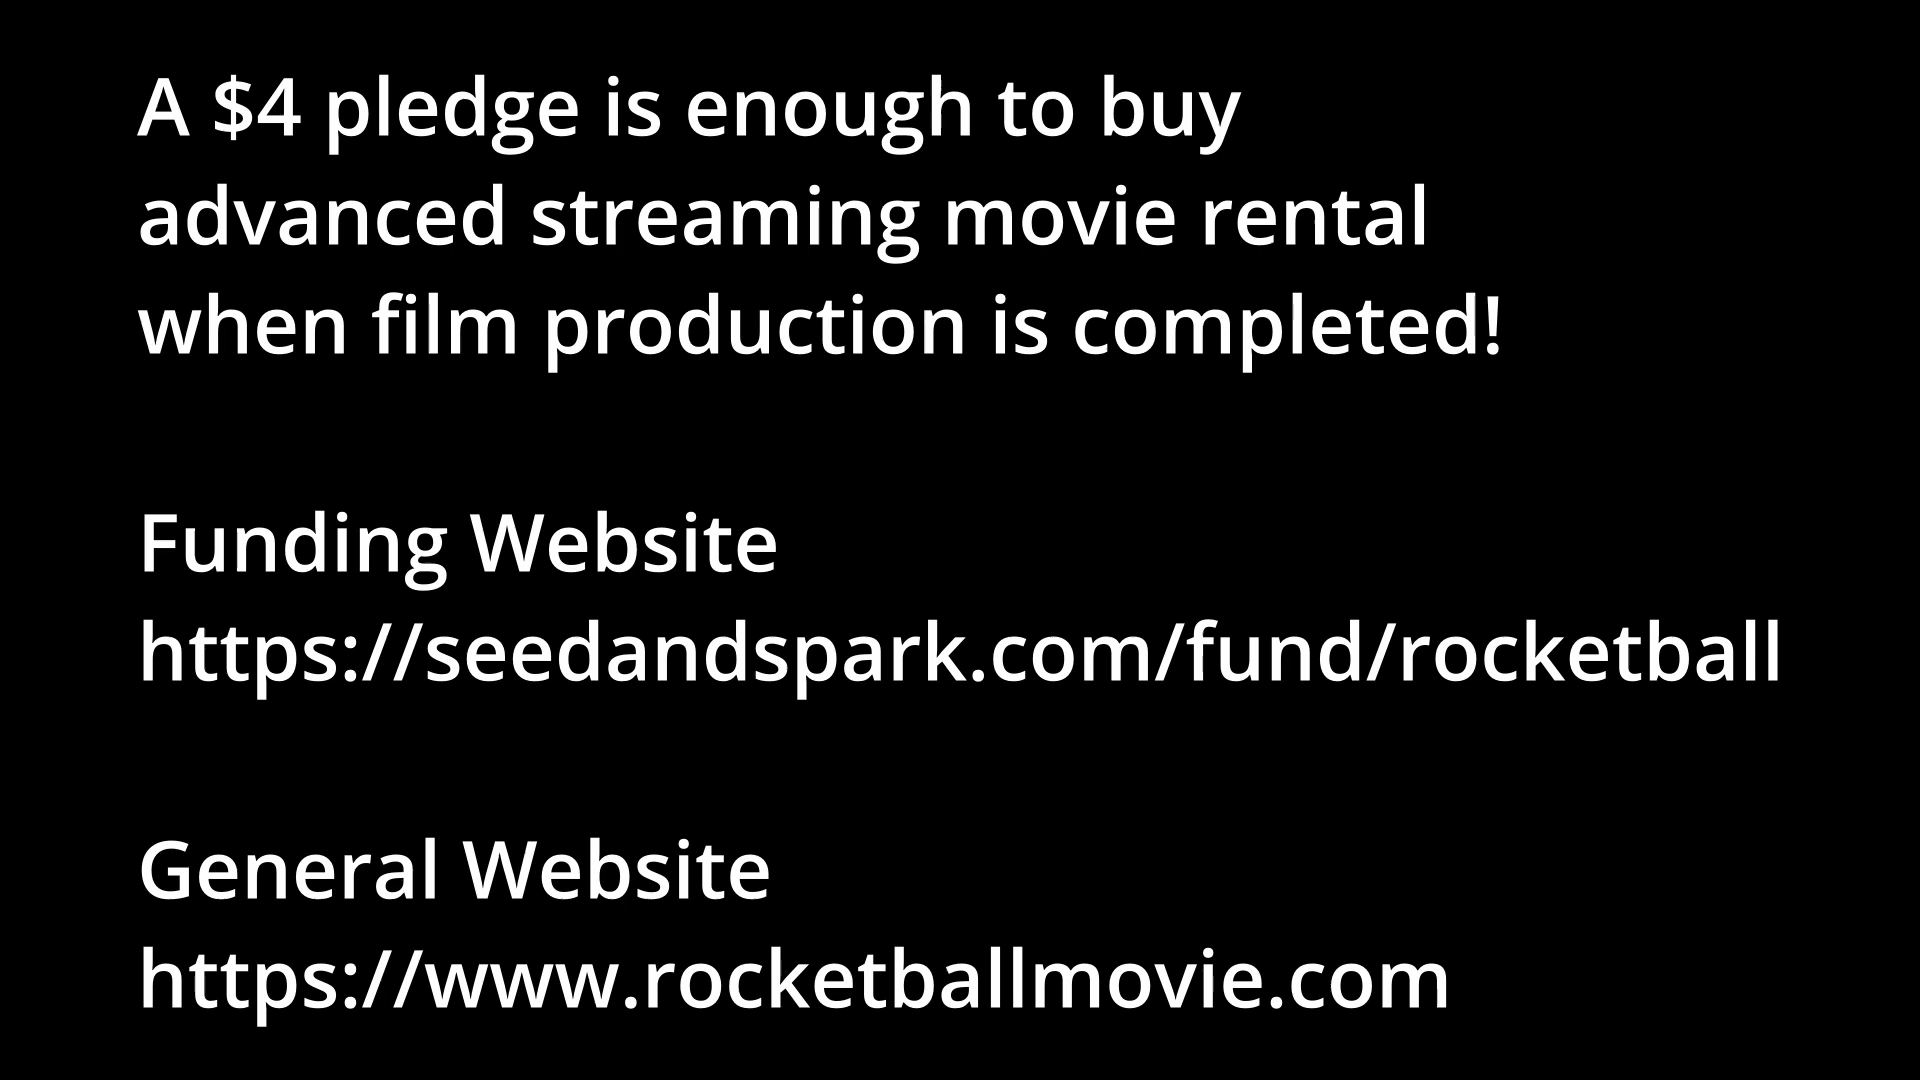 A $4 pledge is enough to buy
advanced streaming movie rental
when film production is completed!
Funding Website
https://seedandspark.com/fund/rocketball
General Website
https://www.rocketballmovie.com